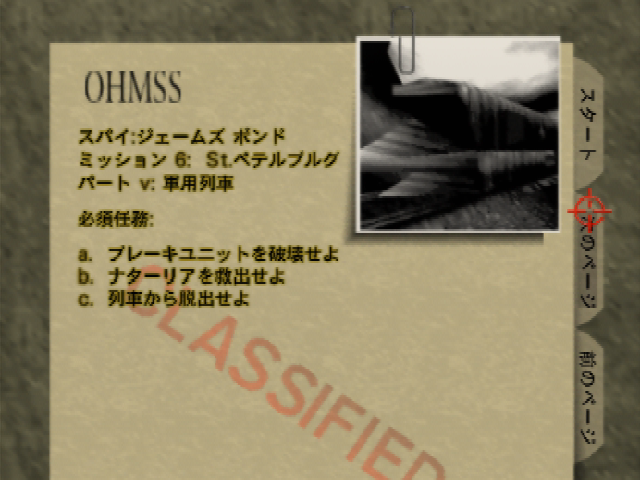 OHMSS
スパイ:ジェームズ ボンド
ミッション 6: St.ペテルブルグ
パート v: 軍用列車
必須任務:
a. ブレーキユニットを破壊せよ
b. ナターリアを救出せよ
c. 列車から脱出せよ
CLASSIFIED
スタート
のページ
前のページ